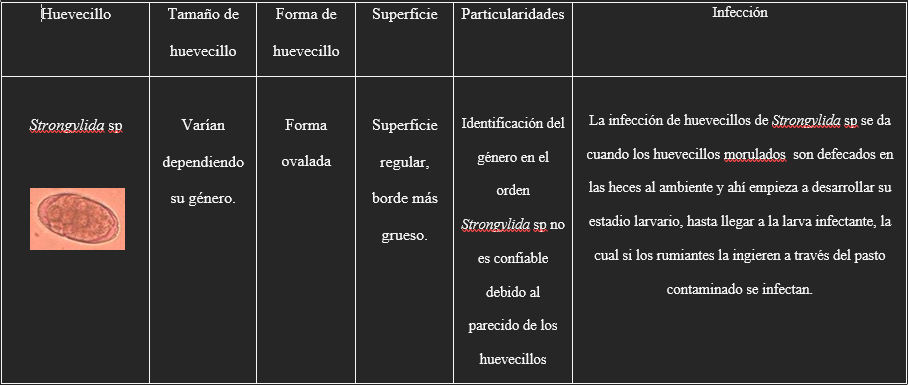 Huevecillo
Tamaño de
huevecillo
Forma de
huevecillo
Superficie
Particularidades
Infección
Strongylida sp
Varían
dependiendo
su género.
Forma
ovalada
Superficie
regular,
borde más
grueso.
Identificación del
género en el
orden
Strongylida sp no
es confiable
debido al
parecido de los
huevecillos
La infección de huevecillos de Strongylida sp se da
cuando los huevecillos morulados son defecados en
las heces al ambiente y ahí empieza a desarrollar su
estadio larvario, hasta llegar a la larva infectante, la
cual si los rumiantes la ingieren a través del pasto
contaminado se infectan.